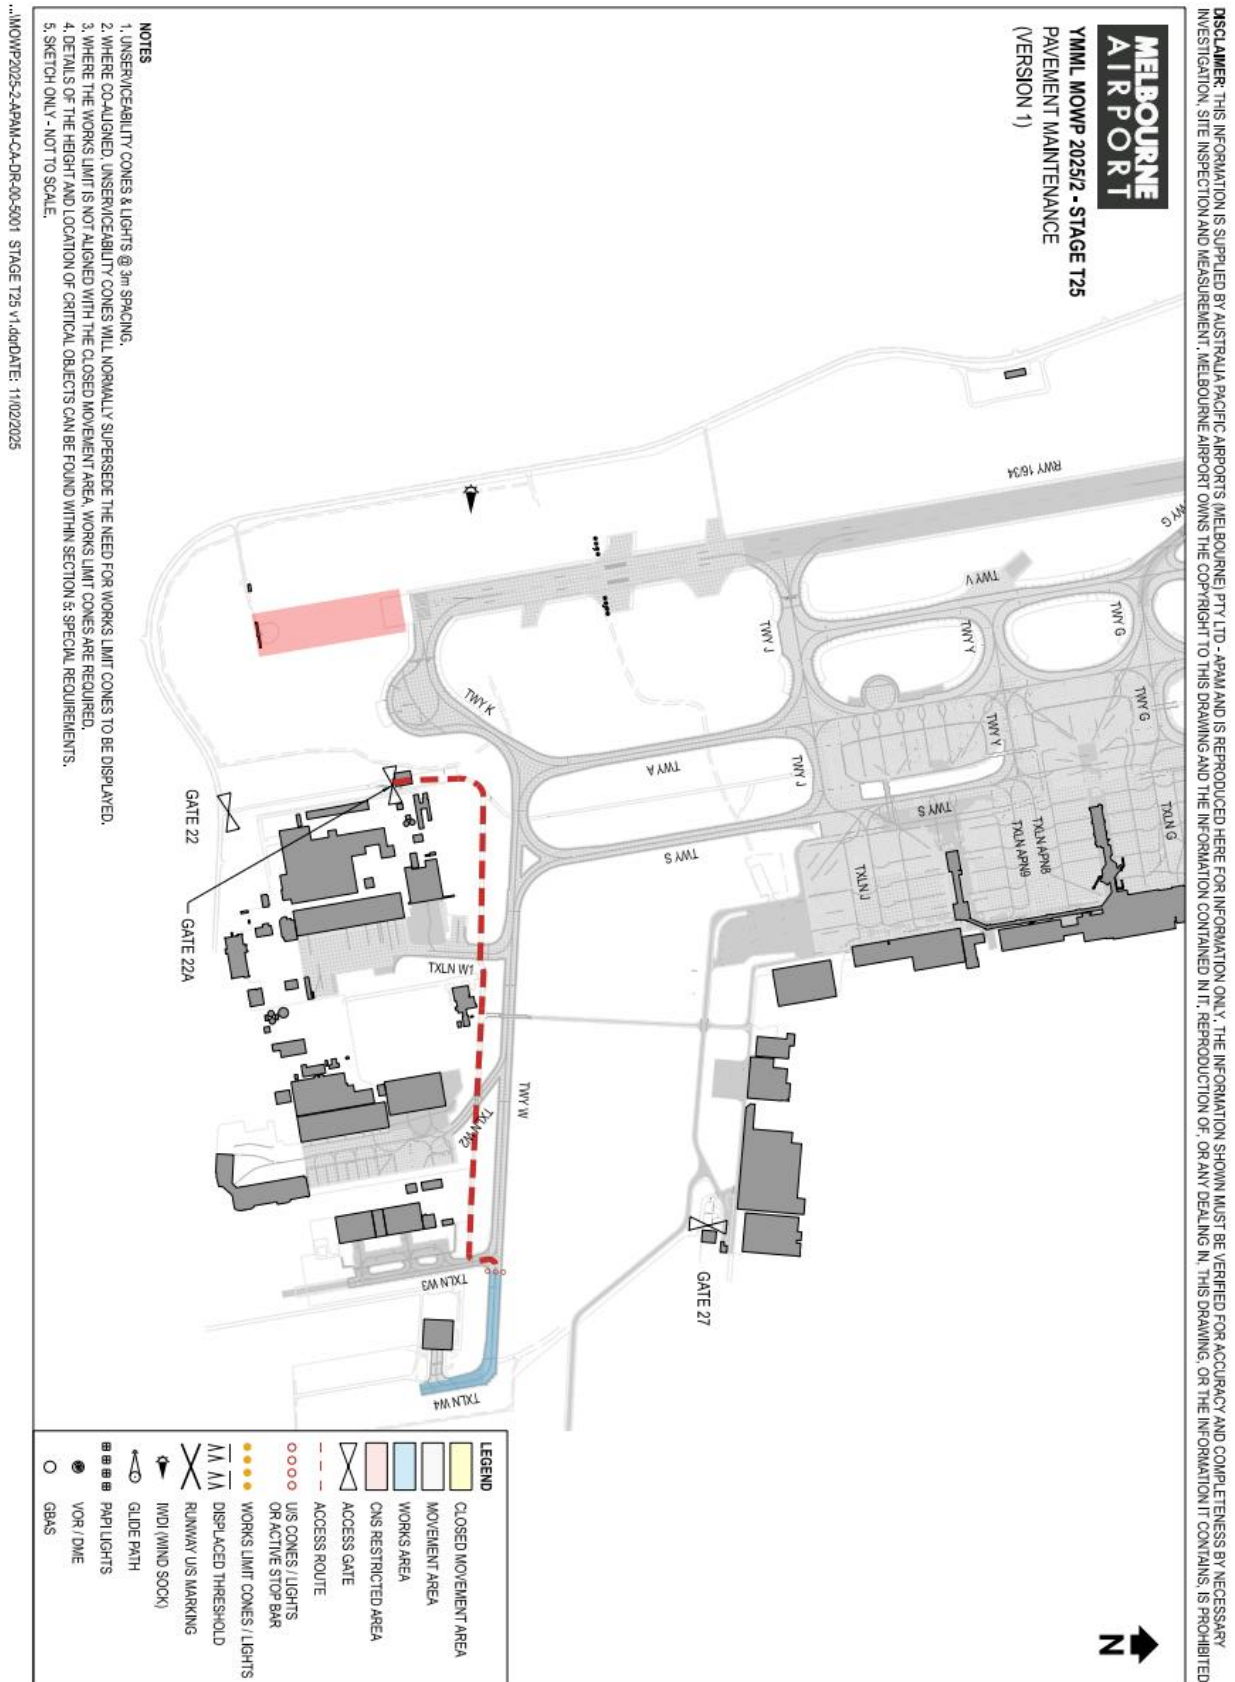 DISCLAIMER: THIS INFORMATION IS SUPPLIED BY AUSTRALIA PACIFIC AIRPORTS (MELBOURNE) PTY LTD - APAM AND IS REPRODUCED HERE FOR INFORMATION ONLY. THE INFORMATION SHOWN MUST BE VERIFIED FOR ACCURACY AND COMPLETENESS BY NECESSARY
INVESTIGATION, SITE INSPECTION AND MEASUREMENT. MELBOURNE AIRPORT OWNS THE COPYRIGHT TO THIS DRAWING AND THE INFORMATION CONTAINED IN IT. REPRODUCTION OF, OR ANY DEALING IN, THIS DRAWING, OR THE INFORMATION IT CONTAINS, IS PROHIBITED
MELBOURNE
AIRPORT
YMML MOWP 2025/2 - STAGE T25
PAVEMENT MAINTENANCE
(VERSION 1)
N
RWY 16/34
WY G
TWY V
TWY G
TWY Y
TWY J
TWY G
TWY Y
TWY K
TWY A
TWY J
TWY S
TWY S
TXLN G
TXLN APN8
TXLN APN9
TXLN J
GATE 22
GATE 22A
TXLN W1
TWY W
TXLN W2
GATE 27
TXLN W3
TXLN W4
NOTES
1. UNSERVICEABILITY CONES & LIGHTS @ 3m SPACING.
2. WHERE CO-ALIGNED, UNSERVICEABILITY CONES WILL NORMALLY SUPERSEDE THE NEED FOR WORKS LIMIT CONES TO BE DISPLAYED.
3. WHERE THE WORKS LIMIT IS NOT ALIGNED WITH THE CLOSED MOVEMENT AREA, WORKS LIMIT CONES ARE REQUIRED.
4. DETAILS OF THE HEIGHT AND LOCATION OF CRITICAL OBJECTS CAN BE FOUND WITHIN SECTION 5: SPECIAL REQUIREMENTS.
5. SKETCH ONLY - NOT TO SCALE.
LEGEND
CLOSED MOVEMENT AREA
MOVEMENT AREA
WORKS AREA
CNS RESTRICTED AREA
ACCESS GATE
ACCESS ROUTE
U/S CONES / LIGHTS
OR ACTIVE STOP BAR
WORKS LIMIT CONES / LIGHTS
DISPLACED THRESHOLD
RUNWAY U/S MARKING
IWDI (WIND SOCK)
GLIDE PATH
PAPI LIGHTS
VOR / DME
GBAS
...\MOWP2025-2-APAM-CA-DR-00-5001 STAGE T25 v1.dgnDATE: 11/02/2025